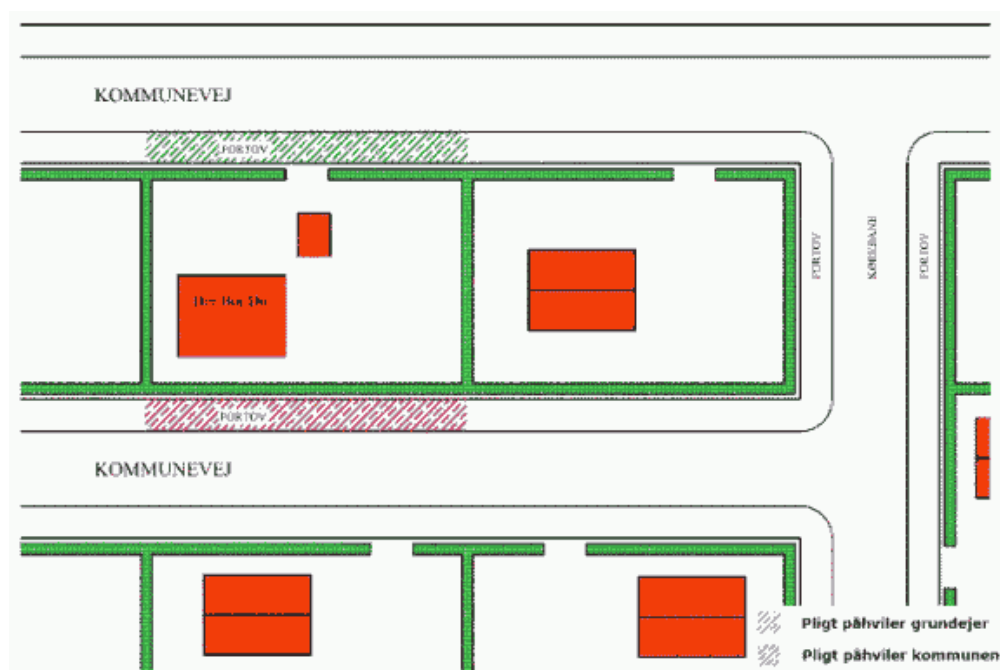 KOMMUNEVEJ
FORTOV
FORTOV
KØREBANE
FORTOV
FORTOV
KOMMUNEVEJ
Pligt påhviler grundejer
Pligt påhviler kommunen